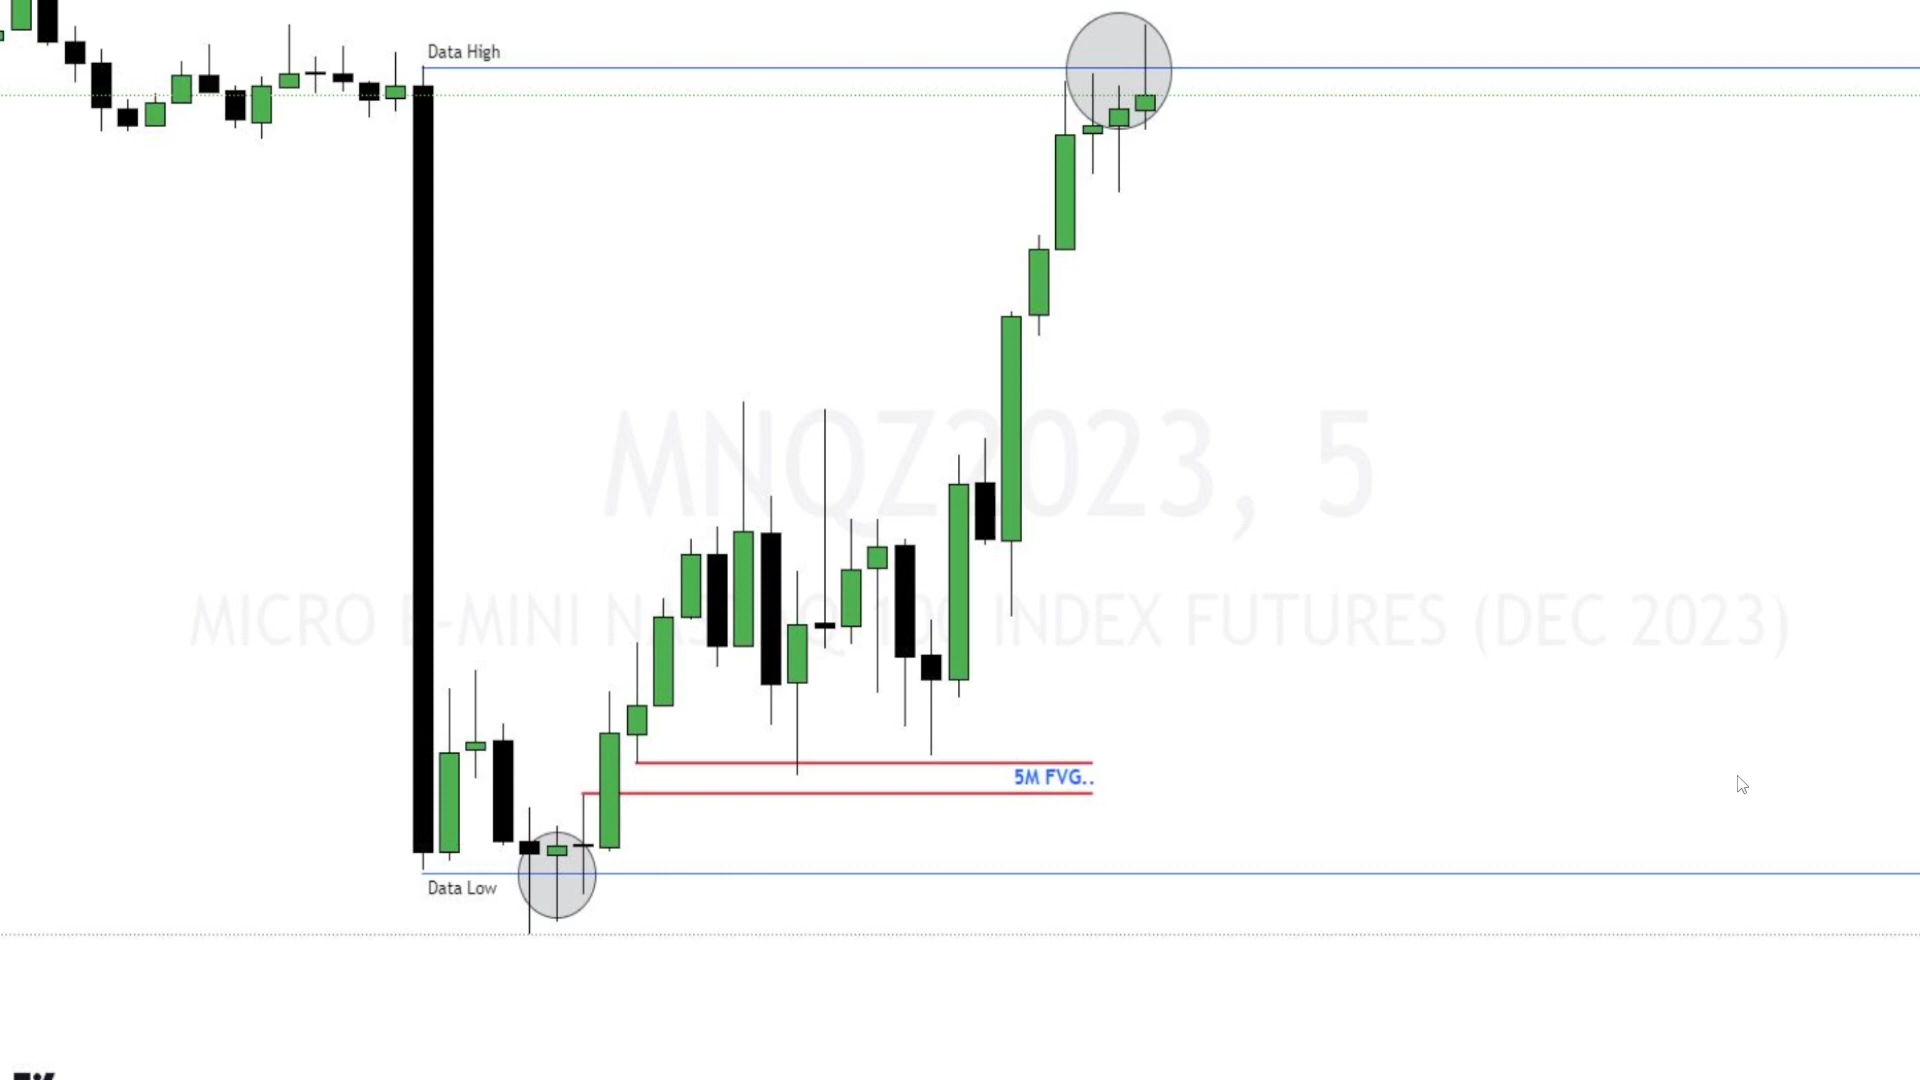 Data High
MNQZ2023, 5
MICRO E-MINI NASDAQ 100 INDEX FUTURES (DEC 2023)
5M FVG..
Data Low